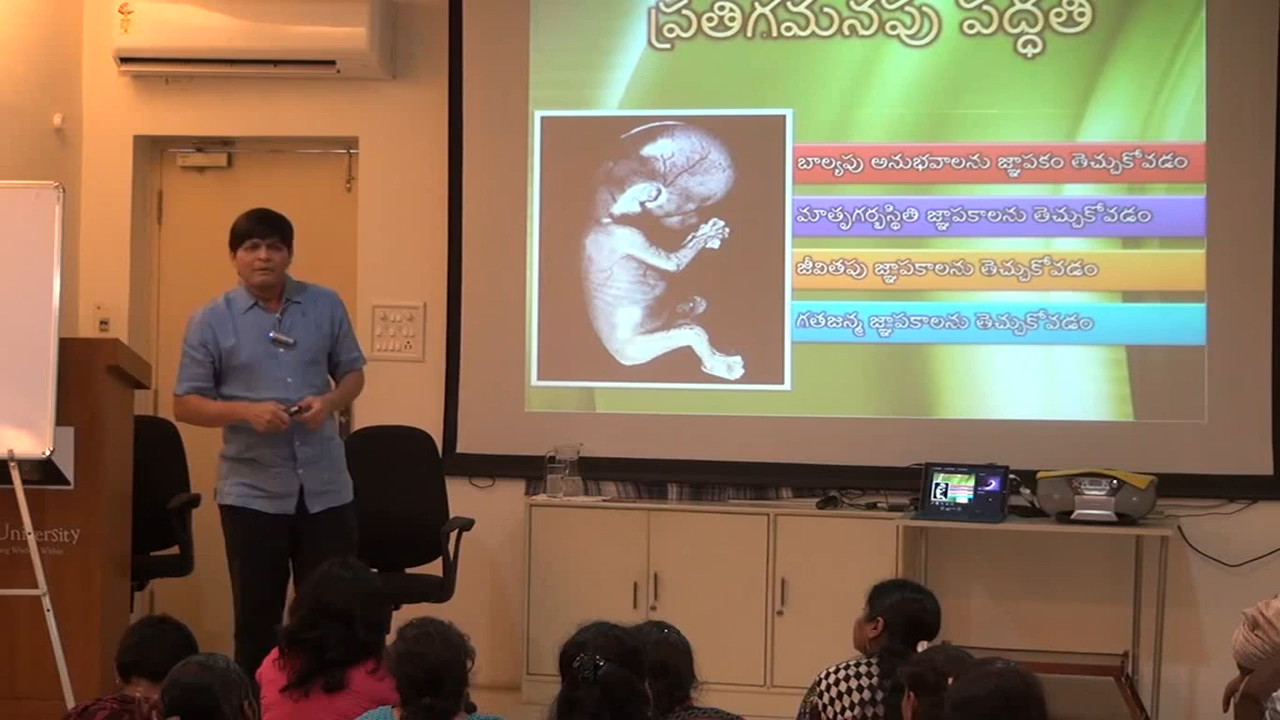 ప్రతిగమనపు పద్ధతి
బాల్యపు అనుభవాలను జ్ఞాపకం తెచ్చుకోవడం
మాతృగర్భస్థితి జ్ఞాపకాలను తెచ్చుకోవడం
జీవితపు జ్ఞాపకాలను తెచ్చుకోవడం
గతజన్మ జ్ఞాపకాలను తెచ్చుకోవడం
University